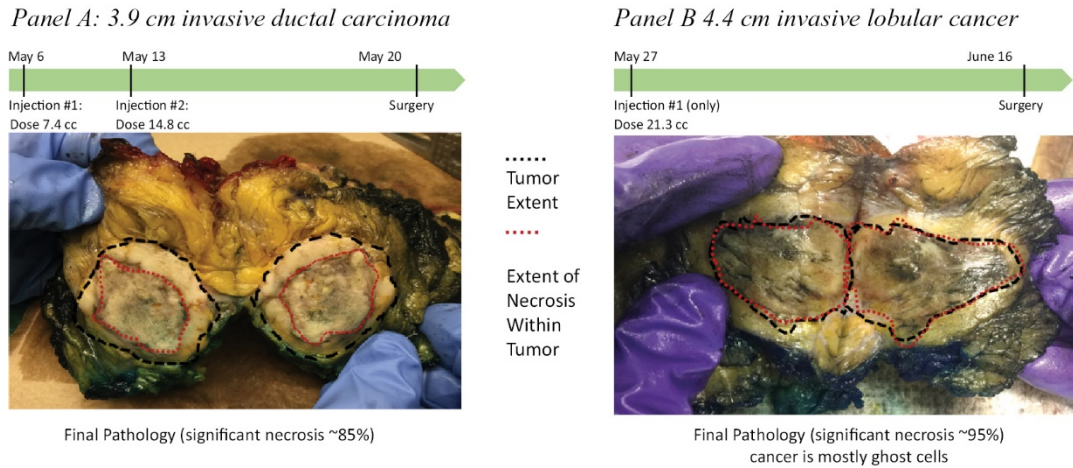 Panel A: 3.9 cm invasive ductal carcinoma
May 6
May 13
May 20
Injection #1:
Dose 7.4 cc
Injection #2:
Dose 14.8 cc
Surgery
Final Pathology (significant necrosis ~85%)
Tumor
Extent
Extent of
Necrosis
Within
Tumor
Panel B 4.4 cm invasive lobular cancer
May 27
June 16
Injection #1 (only)
Dose 21.3 cc
Surgery
Final Pathology (significant necrosis ~95%)
cancer is mostly ghost cells